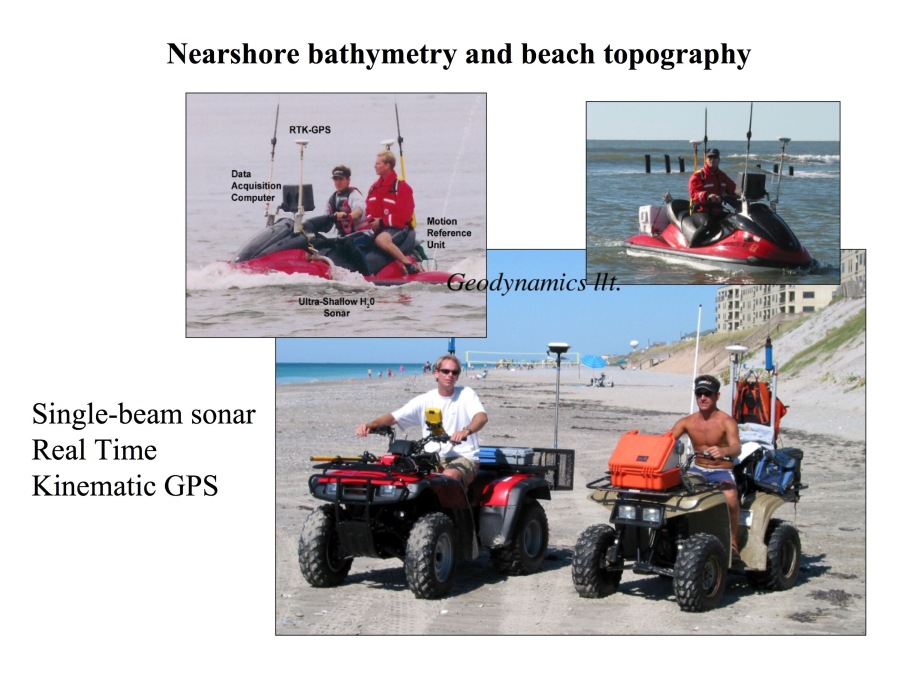 Nearshore bathymetry and beach topography
RTK-GPS
Data
Acquisition
Computer
Motion
Reference
Unit
Ultra-Shallow H₂0
Sonar
Geodynamics llt.
Single-beam sonar
Real Time
Kinematic GPS